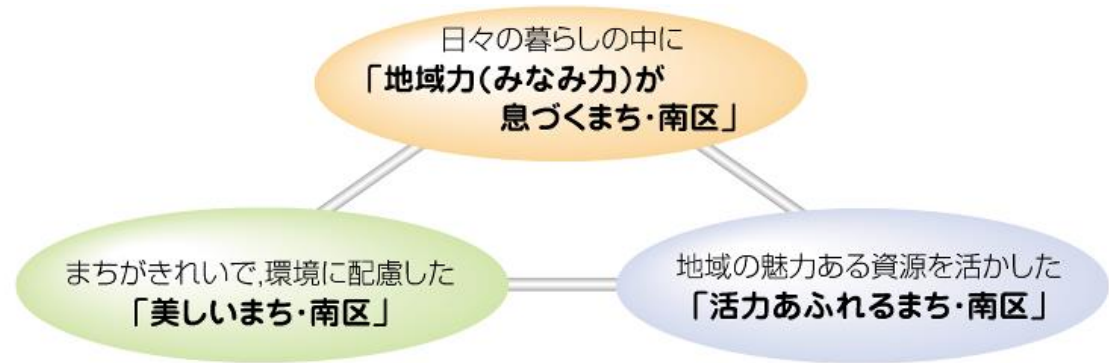 日々の暮らしの中に
「地域力(みなみ力)が
息づくまち・南区」
まちがきれいで,環境に配慮した
「美しいまち・南区」
地域の魅力ある資源を活かした
「活力あふれるまち・南区」